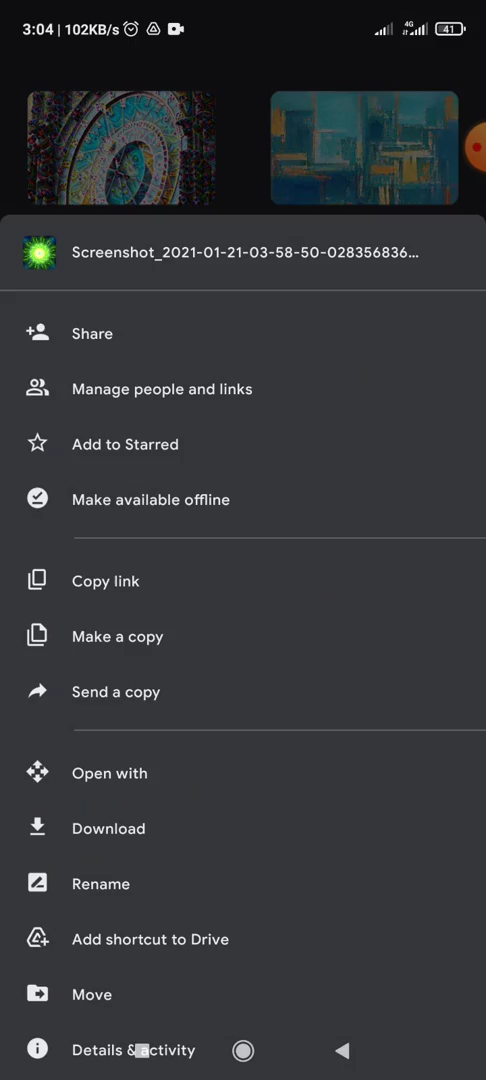 3:04 | 102KB/s
4G
41
Screenshot_2021-01-21-03-58-50-028356836...
Share
Manage people and links
Add to Starred
Make available offline
Copy link
Make a copy
Send a copy
Open with
Download
Rename
Add shortcut to Drive
Move
Details & activity